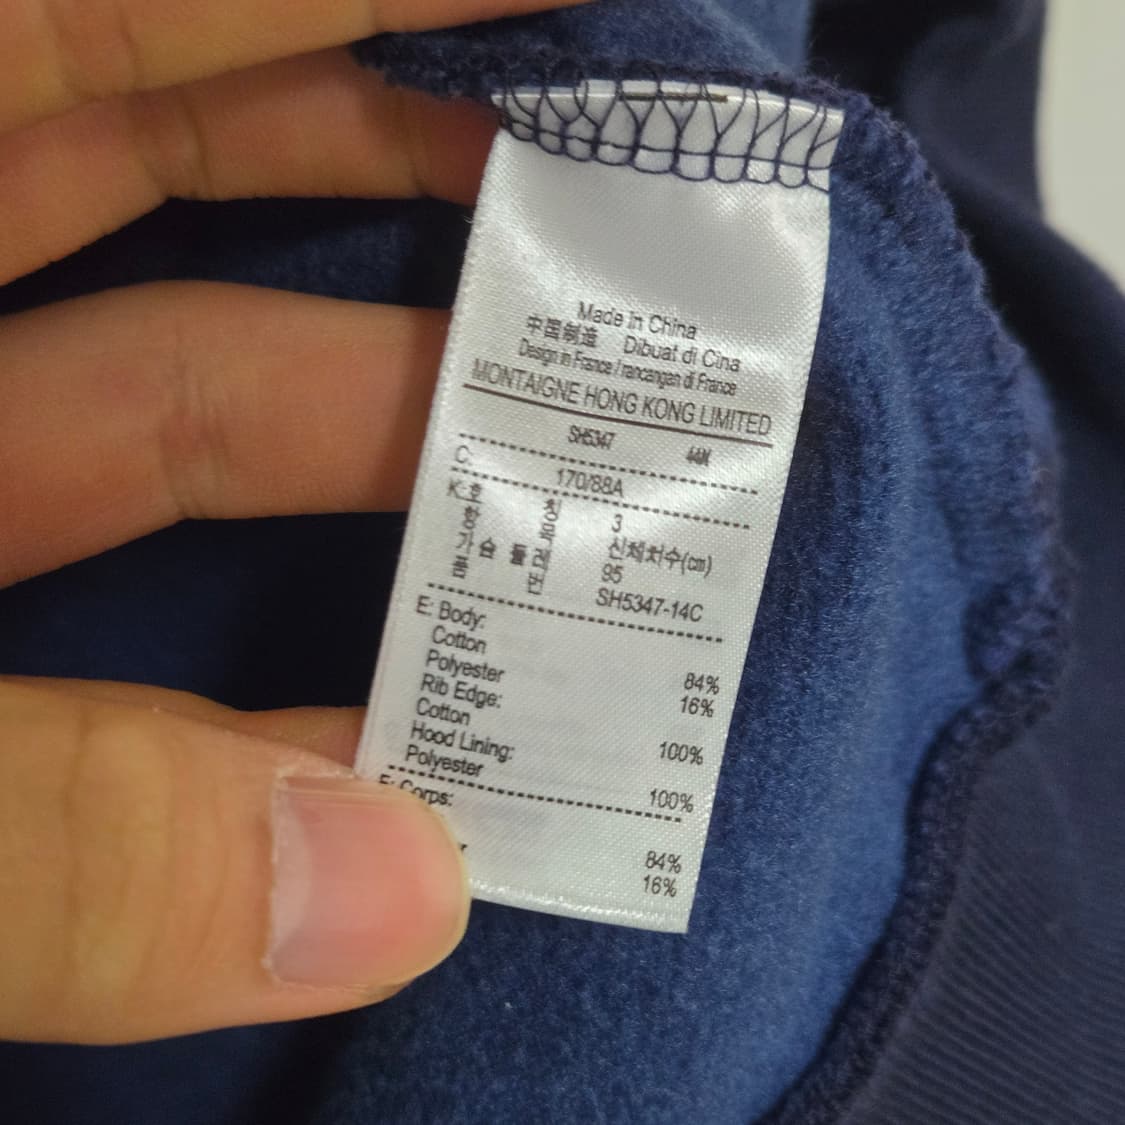 Made in China
中国制造 Dibuat di Cina
Design in France / rancangan di France
MONTAIGNE HONG KONG LIMITED
SH5347 44M
C: 170/88A
K: 호 칭 3
항 목 신체치수(cm)
가 슴 둘 레 95
품 번 SH5347-14C
E: Body:
Cotton 84%
Polyester 16%
Rib Edge:
Cotton 100%
Hood Lining:
Polyester 100%
F: Corps:
84%
16%